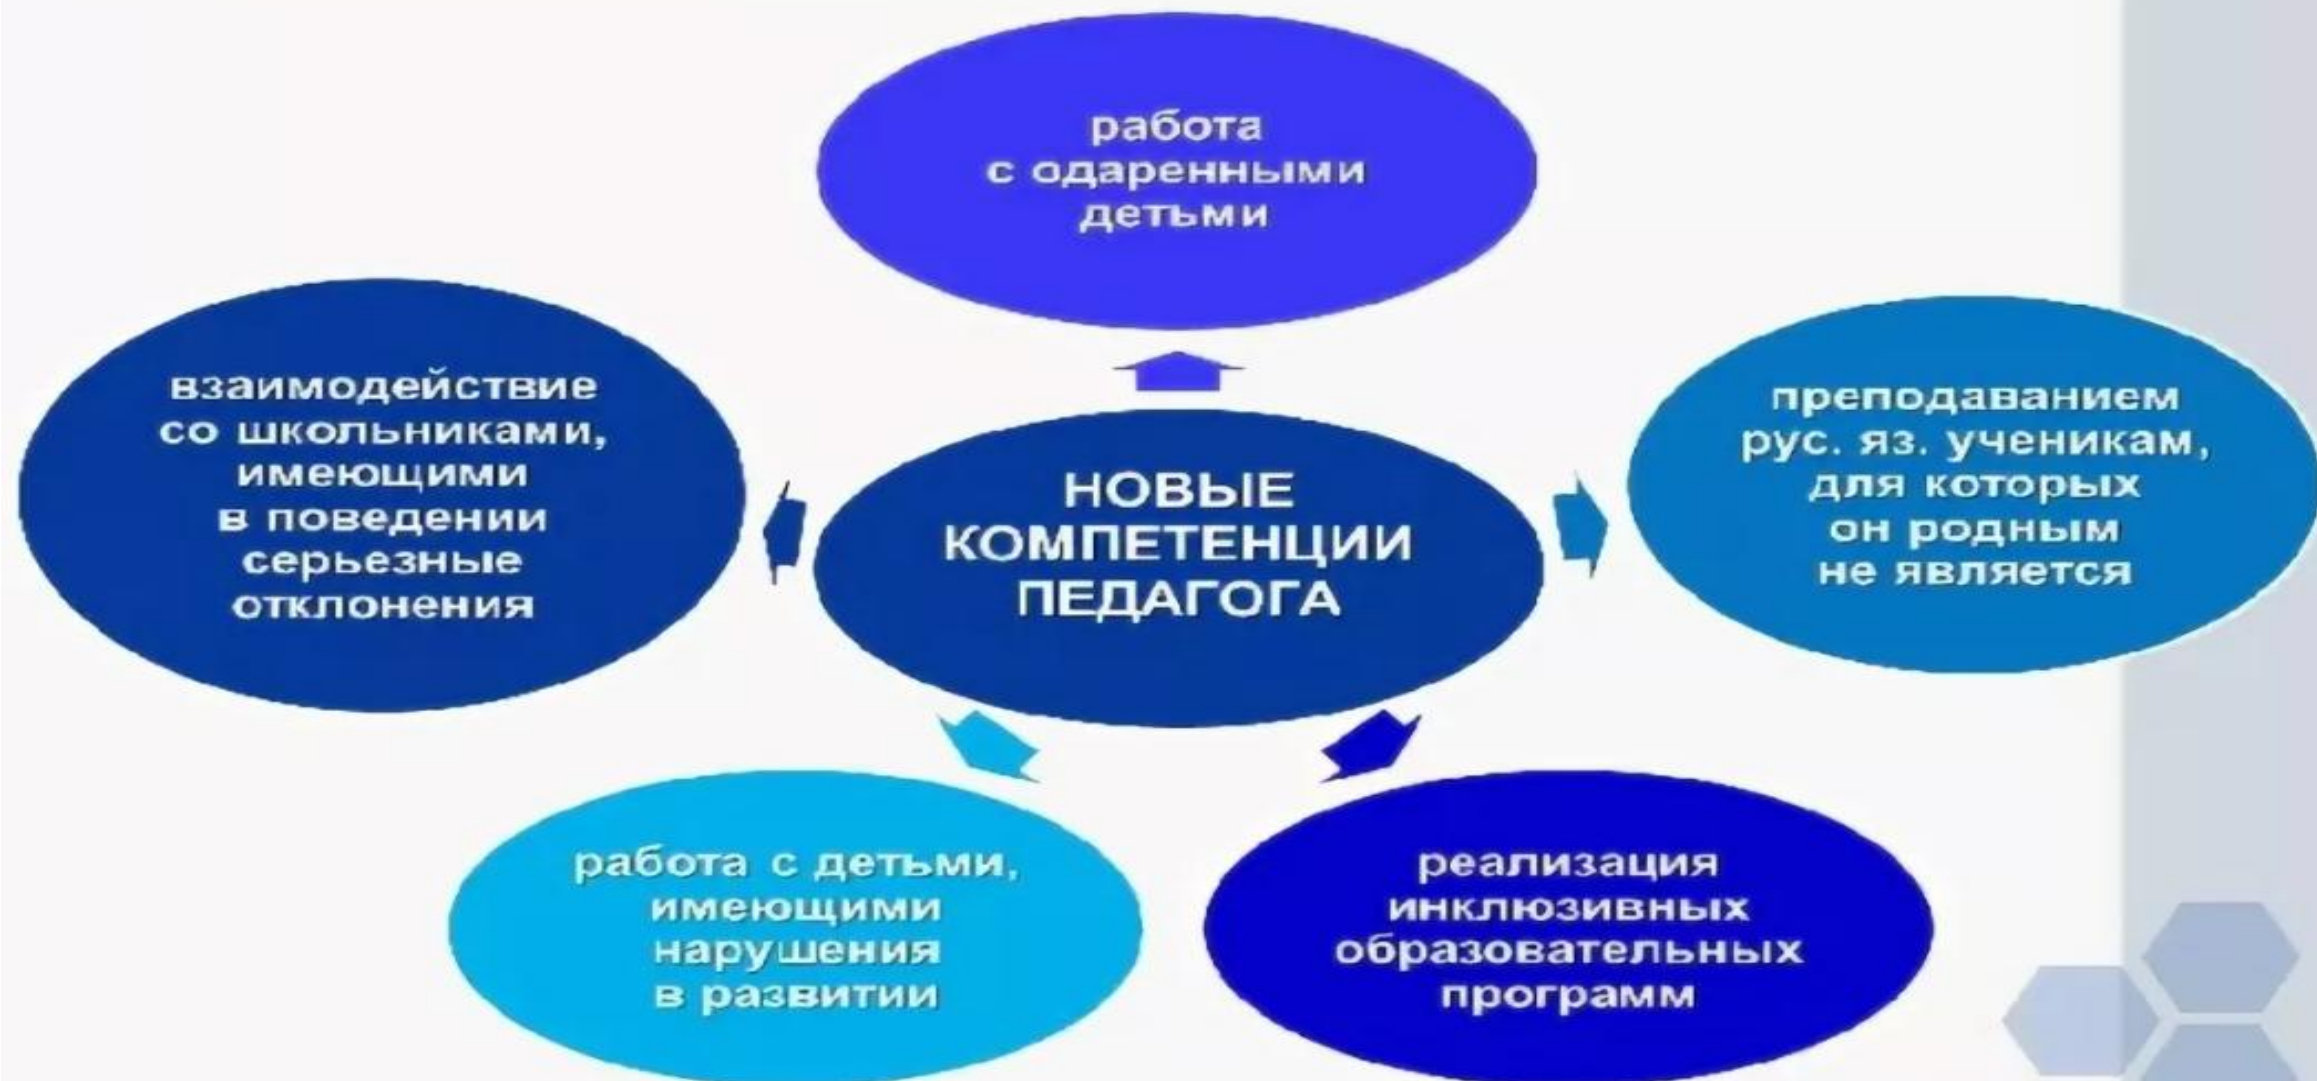 работа
с одаренными
детьми
взаимодействие
со школьниками,
имеющими
в поведении
серьезные
отклонения
НОВЫЕ
КОМПЕТЕНЦИИ
ПЕДАГОГА
преподаванием
рус. яз. ученикам,
для которых
он родным
не является
работа с детьми,
имеющими
нарушения
в развитии
реализация
инклюзивных
образовательных
программ